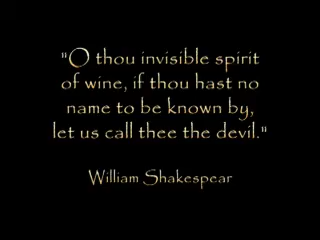 "O thou invisible spirit
of wine, if thou hast no
name to be known by,
let us call thee the devil."
William Shakespear